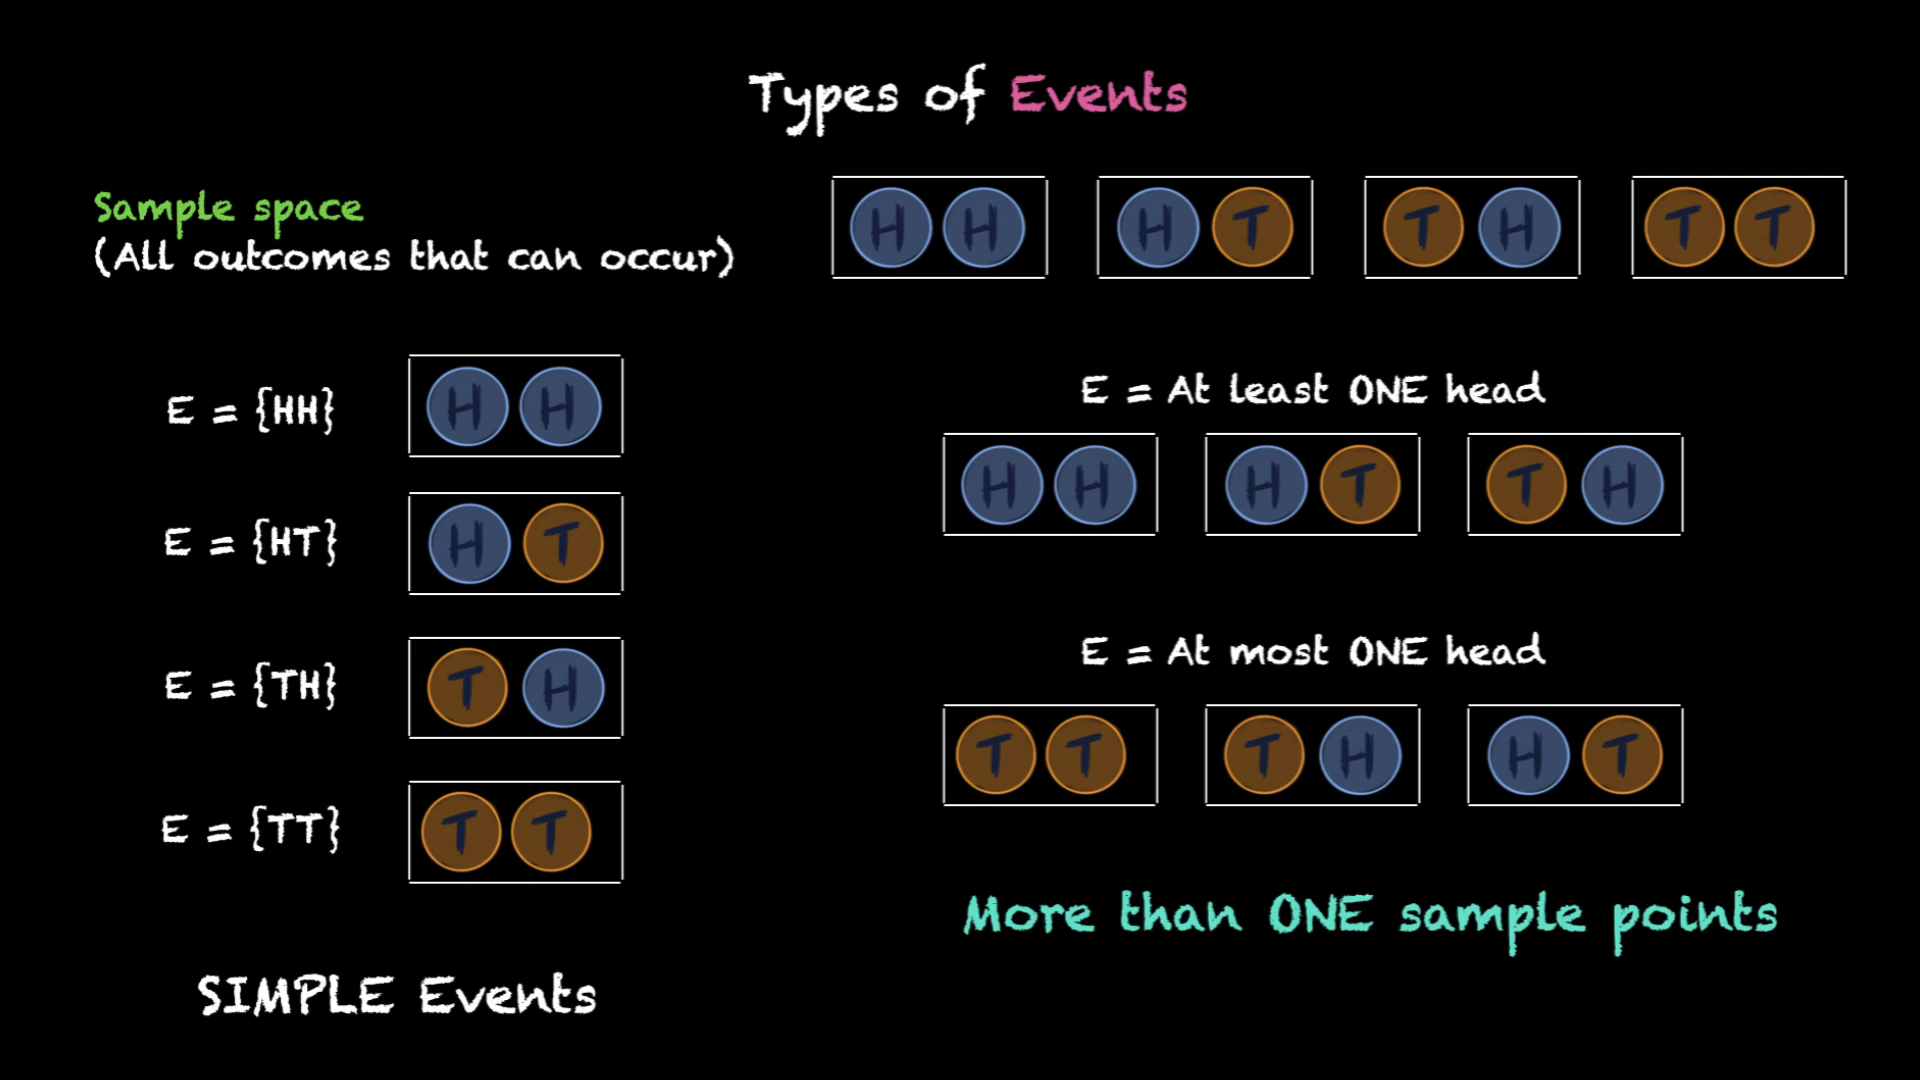 Types of Events
Sample space
(All outcomes that can occur)
H H H T T H T T
E = {HH} H H
E = {HT} H T
E = {TH} T H
E = {TT} T T
SIMPLE Events
E = At least ONE head
H H H T T H
E = At most ONE head
T T T H H T
More than ONE sample points